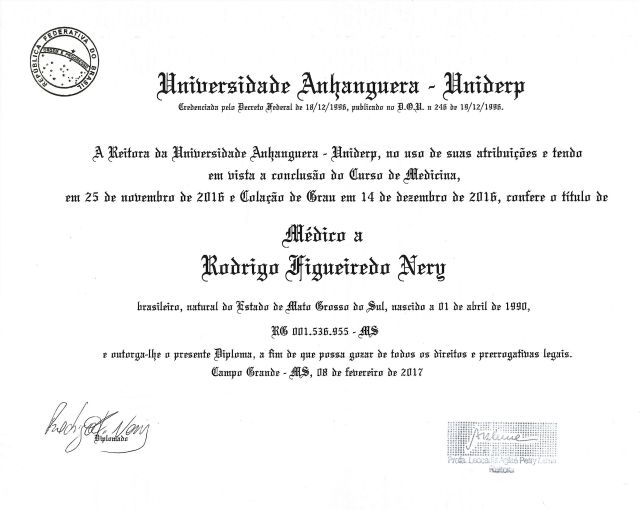 REPÚBLICA FEDERATIVA DO BRASIL
Universidade Anhanguera - Uniderp
Credenciada pelo Decreto Federal de 18/12/1996, publicado no D.O.U. n 246 de 19/12/1996.
A Reitora da Universidade Anhanguera - Uniderp, no uso de suas atribuições e tendo
em vista a conclusão do Curso de Medicina,
em 25 de novembro de 2016 e Colação de Grau em 14 de dezembro de 2016, confere o título de
Médico a
Rodrigo Figueiredo Nery
brasileiro, natural do Estado de Mato Grosso do Sul, nascido a 01 de abril de 1990,
RG 001.536.955 - MS
e outorga-lhe o presente Diploma, a fim de que possa gozar de todos os direitos e prerrogativas legais.
Campo Grande - MS, 08 de fevereiro de 2017
Diplomado
Profa. Leocádia
Petry Leme
Reitora